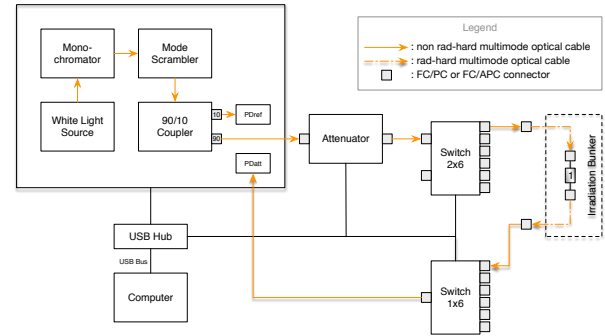 Mono-
chromator
Mode
Scrambler
White Light
Source
90/10
Coupler
10
90
PDref
PDatt
Attenuator
Switch
2x6
Legend
: non rad-hard multimode optical cable
: rad-hard multimode optical cable
: FC/PC or FC/APC connector
1
Irradiation Bunker
USB Hub
USB Bus
Computer
Switch
1x6